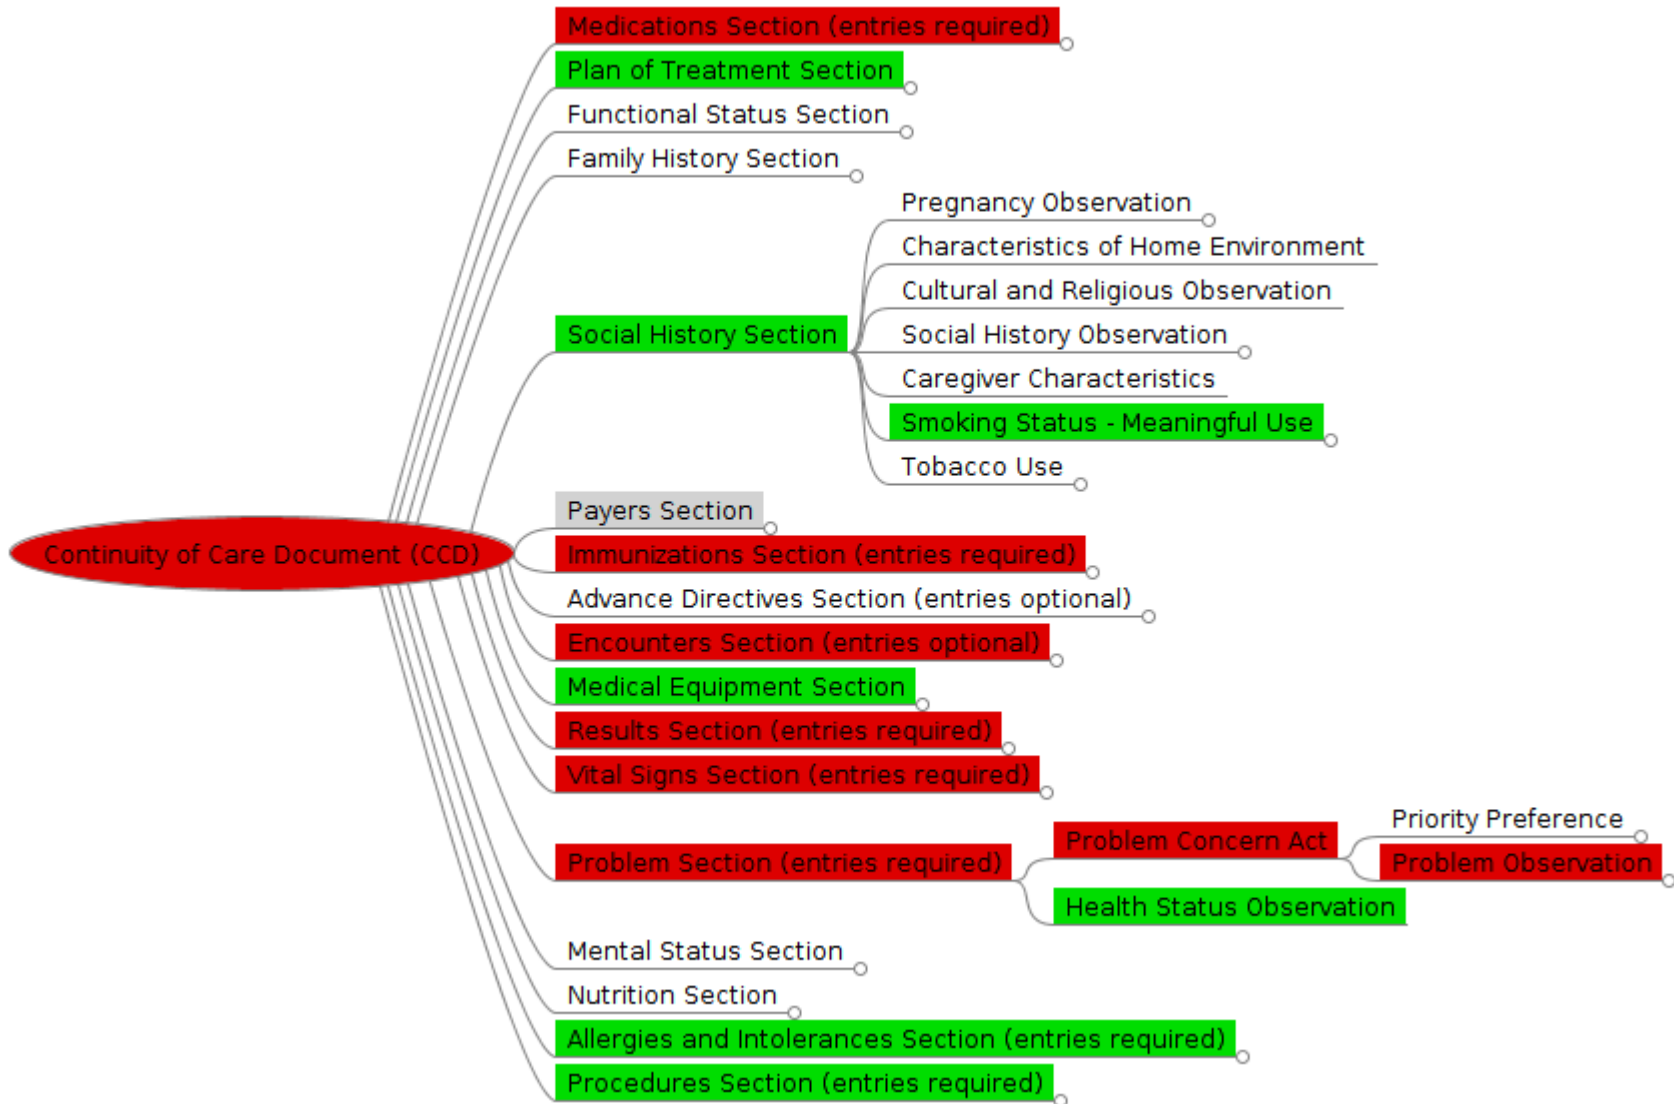 Medications Section (entries required)
Plan of Treatment Section
Functional Status Section
Family History Section
Pregnancy Observation
Characteristics of Home Environment
Cultural and Religious Observation
Social History Section
Social History Observation
Caregiver Characteristics
Smoking Status - Meaningful Use
Tobacco Use
Payers Section
Continuity of Care Document (CCD)
Immunizations Section (entries required)
Advance Directives Section (entries optional)
Encounters Section (entries optional)
Medical Equipment Section
Results Section (entries required)
Vital Signs Section (entries required)
Priority Preference
Problem Concern Act
Problem Section (entries required)
Problem Observation
Health Status Observation
Mental Status Section
Nutrition Section
Allergies and Intolerances Section (entries required)
Procedures Section (entries required)